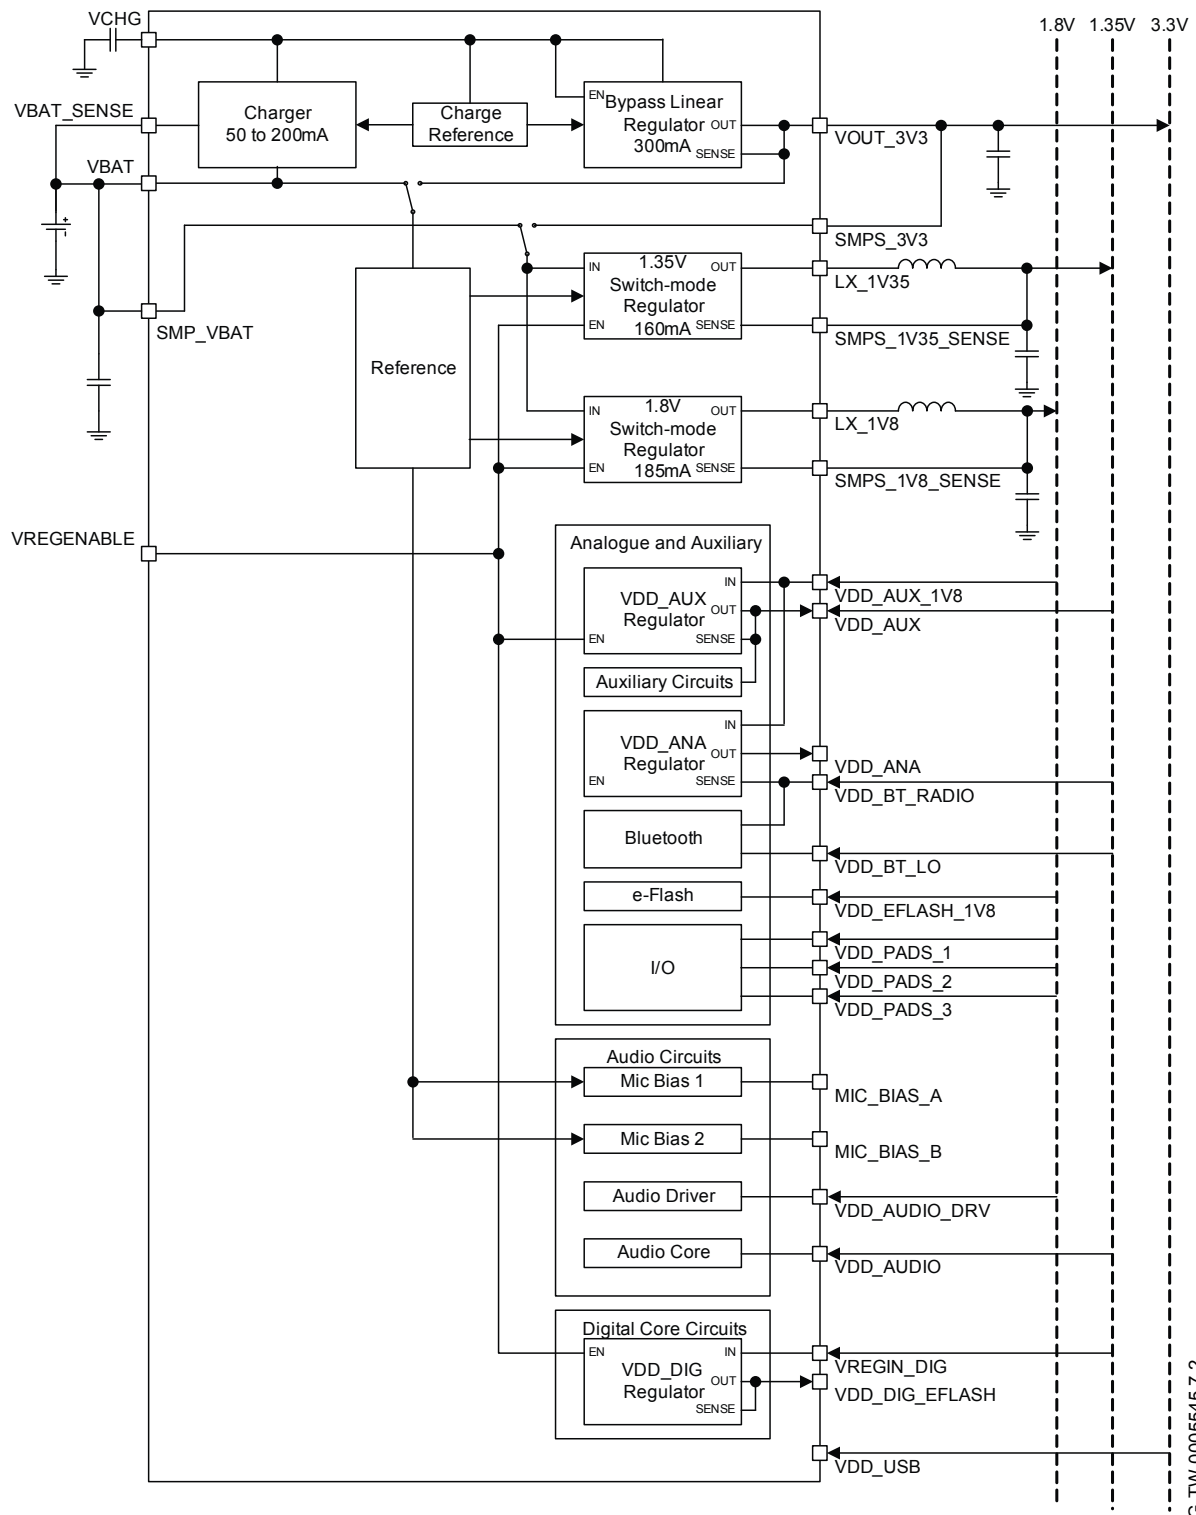 VCHG
1.8V 1.35V 3.3V
VBAT_SENSE
Charger
50 to 200mA
Charge
Reference
EN
Bypass Linear
Regulator
300mA
OUT
SENSE
VOUT_3V3
VBAT
SMPS_3V3
SMP_VBAT
Reference
IN
1.35V
Switch-mode
Regulator
160mA
OUT
EN
SENSE
LX_1V35
SMPS_1V35_SENSE
IN
1.8V
Switch-mode
Regulator
185mA
OUT
EN
SENSE
LX_1V8
SMPS_1V8_SENSE
VREGENABLE
Analogue and Auxiliary
VDD_AUX
Regulator
IN
OUT
EN
SENSE
VDD_AUX_1V8
VDD_AUX
Auxiliary Circuits
VDD_ANA
Regulator
IN
OUT
EN
SENSE
VDD_ANA
VDD_BT_RADIO
Bluetooth
VDD_BT_LO
e-Flash
VDD_EFLASH_1V8
I/O
VDD_PADS_1
VDD_PADS_2
VDD_PADS_3
Audio Circuits
Mic Bias 1
MIC_BIAS_A
Mic Bias 2
MIC_BIAS_B
Audio Driver
VDD_AUDIO_DRV
Audio Core
VDD_AUDIO
Digital Core Circuits
EN
VDD_DIG
Regulator
IN
OUT
SENSE
VREGIN_DIG
VDD_DIG_EFLASH
VDD_USB